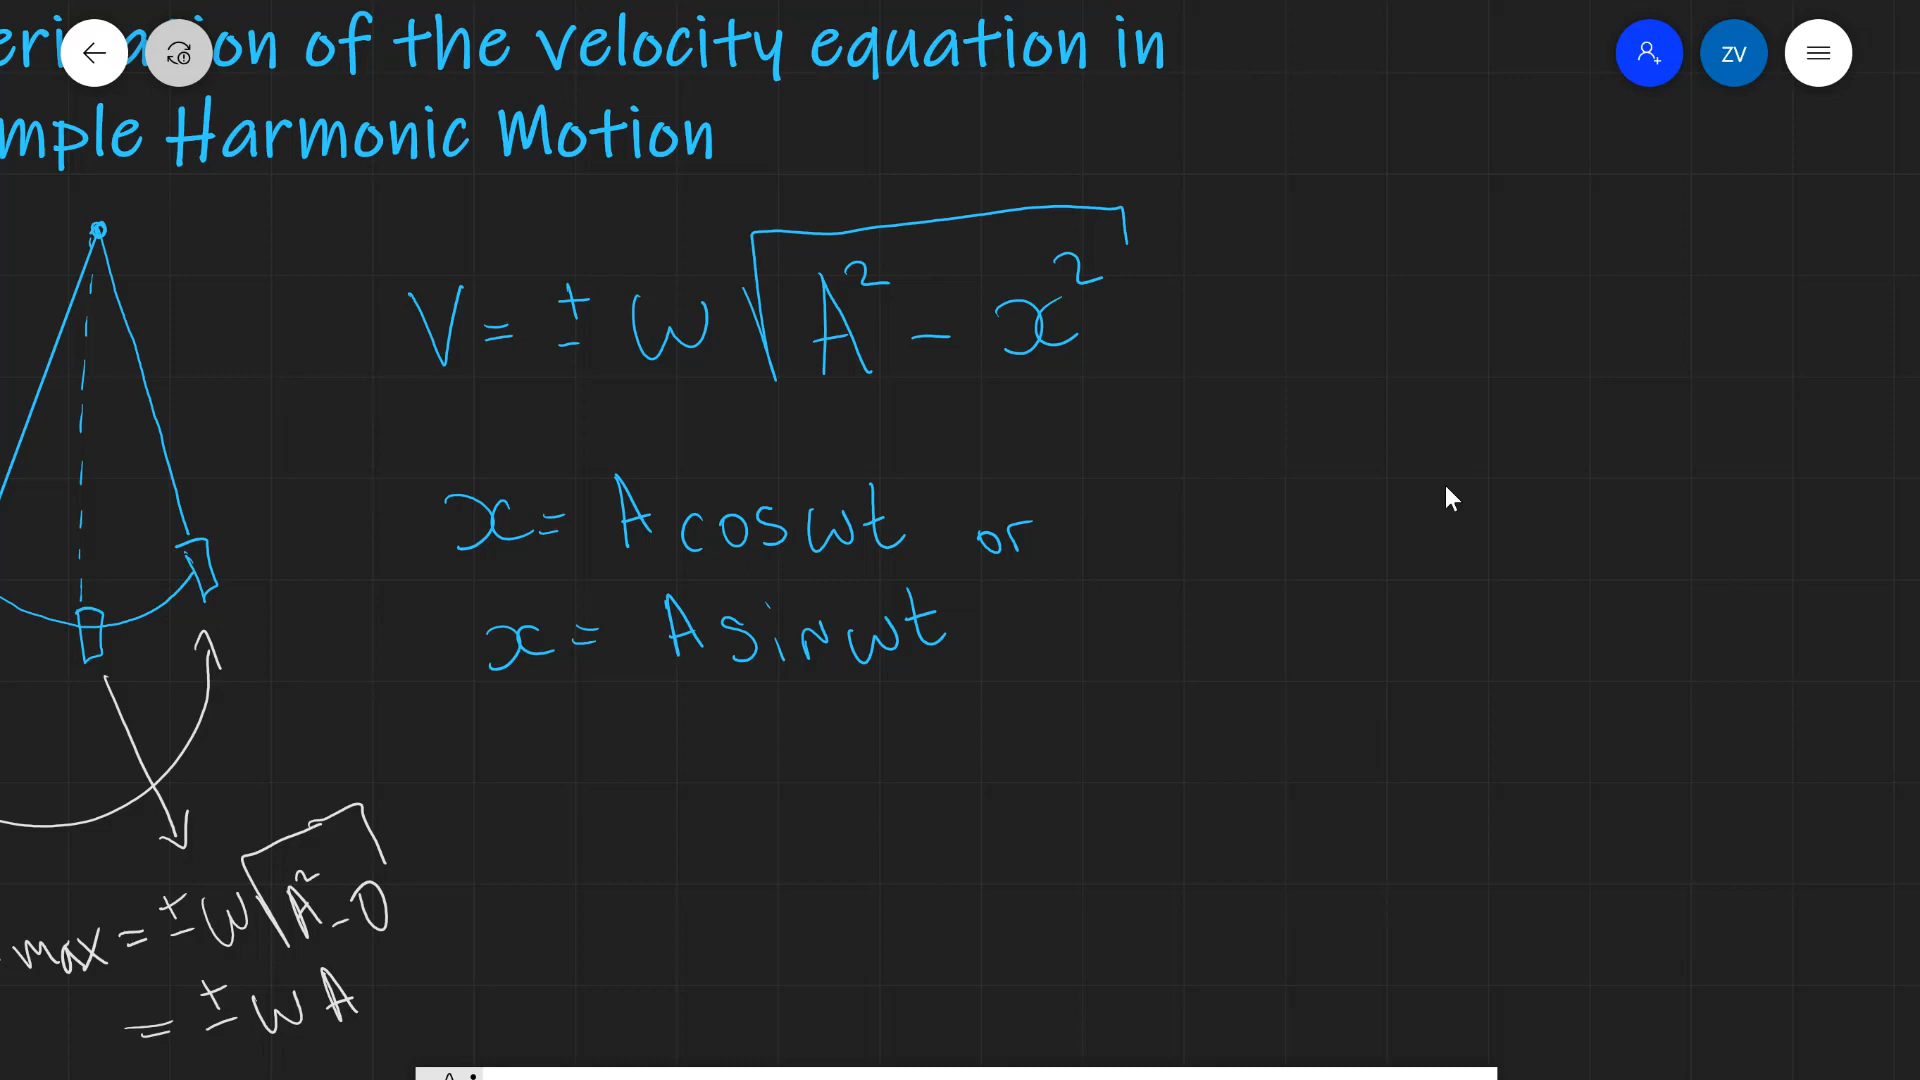 erivation of the velocity equation in
mple Harmonic Motion
ZV
V = ± ω √A² − x²
x = A cos ωt or
x = A sin ωt
max = ± ω √A² − 0
= ± ω A